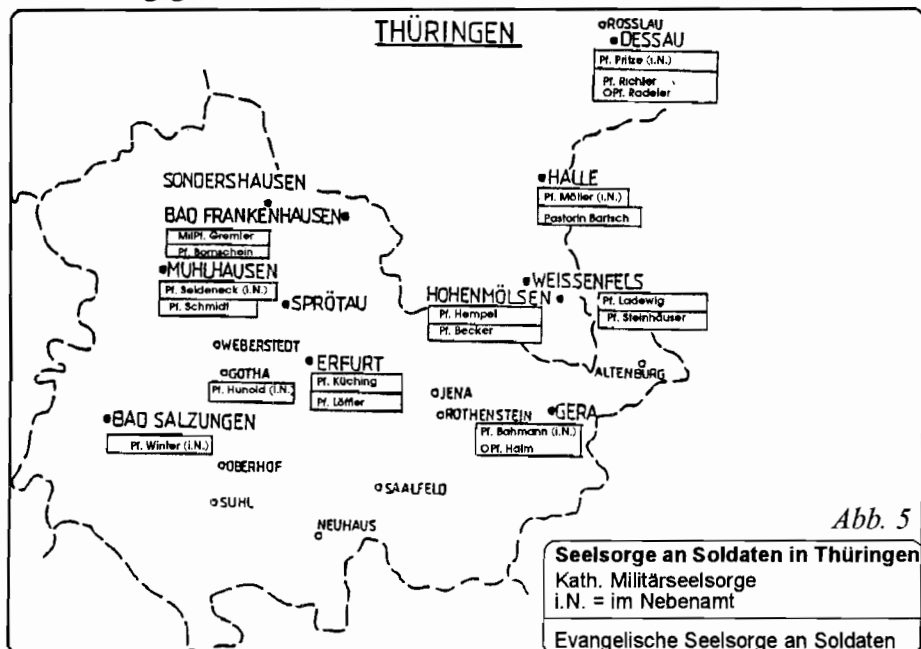 THÜRINGEN
ROSSLAU
DESSAU
Pf. Pritze (i.N.)
Pf. Richter
OPf. Radeler
HALLE
Pf. Möller (i.N.)
Pastorin Bartsch
SONDERSHAUSEN
BAD FRANKENHAUSEN
MilPf. Gremler
Pf. Bornschein
MÜHLHAUSEN
Pf. Seideneck (i.N.)
Pf. Schmidt
SPRÖTAU
WEISSENFELS
HOHENMÖLSEN
Pf. Hempel
Pf. Becker
Pf. Ladewig
Pf. Steinhäuser
WEBERSTEDT
GOTHA
Pf. Hunold (i.N.)
ERFURT
Pf. Küching
Pf. Löffler
ALTENBURG
JENA
ROTHENSTEIN
GERA
Pf. Bahmann (i.N.)
OPf. Halm
BAD SALZUNGEN
Pf. Winter (i.N.)
OBERHOF
SUHL
SAALFELD
NEUHAUS
Abb. 5
Seelsorge an Soldaten in Thüringen
Kath. Militärseelsorge
i.N. = im Nebenamt
Evangelische Seelsorge an Soldaten